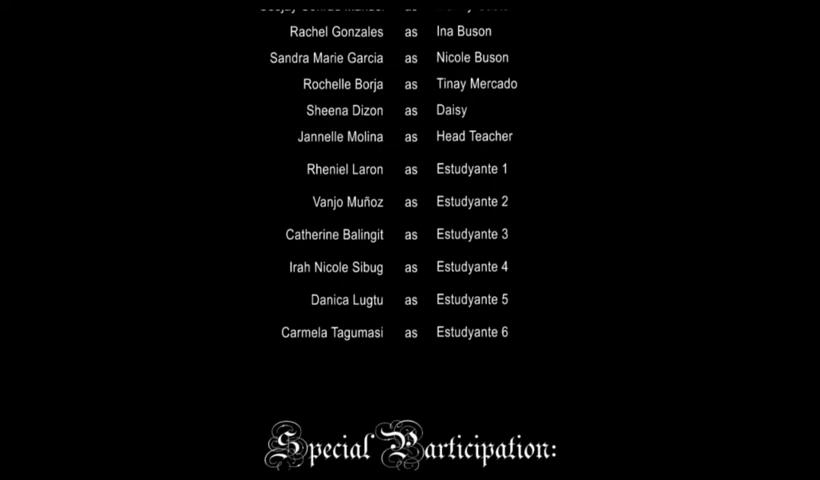 Rachel Gonzales as Ina Buson
Sandra Marie Garcia as Nicole Buson
Rochelle Borja as Tinay Mercado
Sheena Dizon as Daisy
Jannelle Molina as Head Teacher
Rheniel Laron as Estudyante 1
Vanjo Muñoz as Estudyante 2
Catherine Balingit as Estudyante 3
Irah Nicole Sibug as Estudyante 4
Danica Lugtu as Estudyante 5
Carmela Tagumasi as Estudyante 6
Special Participation: